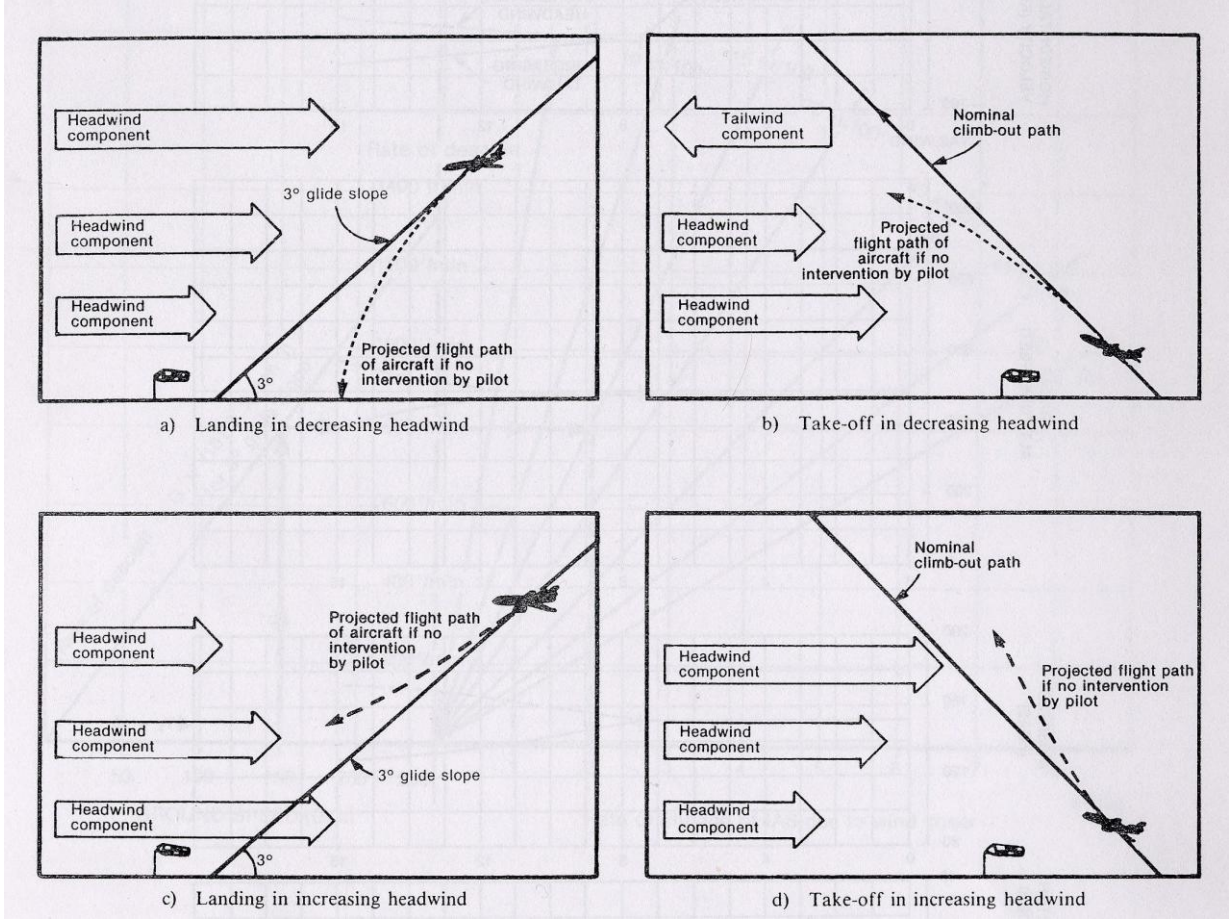 Headwind
component
Headwind
component
Headwind
component
3° glide slope
Projected flight path
of aircraft if no
intervention by pilot
3°
a) Landing in decreasing headwind
Tailwind
component
Headwind
component
Headwind
component
Nominal
climb-out path
Projected
flight path of
aircraft if no
intervention by pilot
b) Take-off in decreasing headwind
Headwind
component
Headwind
component
Headwind
component
Projected flight path
of aircraft if no
intervention
by pilot
3° glide slope
3°
c) Landing in increasing headwind
Nominal
climb-out path
Headwind
component
Headwind
component
Headwind
component
Projected flight path
if no intervention
by pilot
d) Take-off in increasing headwind